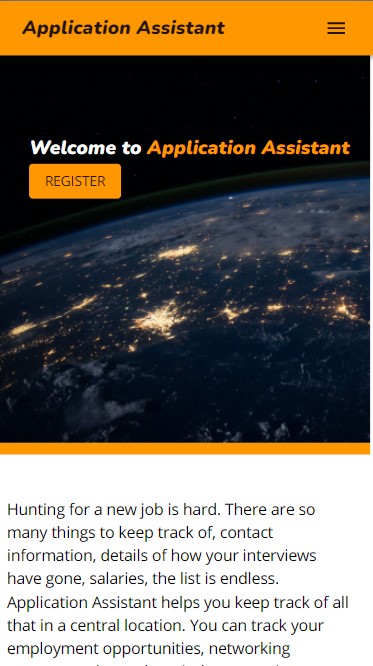 Application Assistant
Welcome to Application Assistant
REGISTER
Hunting for a new job is hard. There are so
many things to keep track of, contact
information, details of how your interviews
have gone, salaries, the list is endless.
Application Assistant helps you keep track of all
that in a central location. You can track your
employment opportunities, networking